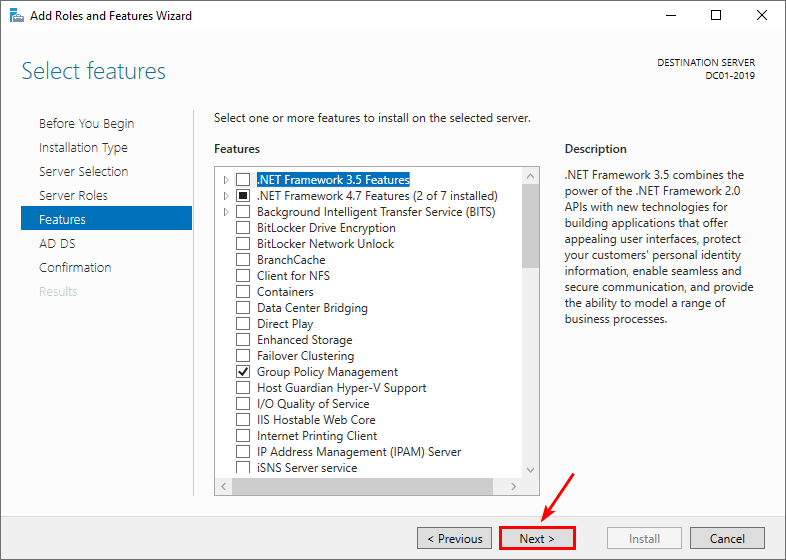 Add Roles and Features Wizard
Select features
DESTINATION SERVER
DC01-2019
Before You Begin
Installation Type
Server Selection
Server Roles
Features
AD DS
Confirmation
Results
Select one or more features to install on the selected server.
Features
.NET Framework 3.5 Features
.NET Framework 4.7 Features (2 of 7 installed)
Background Intelligent Transfer Service (BITS)
BitLocker Drive Encryption
BitLocker Network Unlock
BranchCache
Client for NFS
Containers
Data Center Bridging
Direct Play
Enhanced Storage
Failover Clustering
Group Policy Management
Host Guardian Hyper-V Support
I/O Quality of Service
IIS Hostable Web Core
Internet Printing Client
IP Address Management (IPAM) Server
iSNS Server service
Description
.NET Framework 3.5 combines the
power of the .NET Framework 2.0
APIs with new technologies for
building applications that offer
appealing user interfaces, protect
your customers' personal identity
information, enable seamless and
secure communication, and provide
the ability to model a range of
business processes.
< Previous
Next >
Install
Cancel